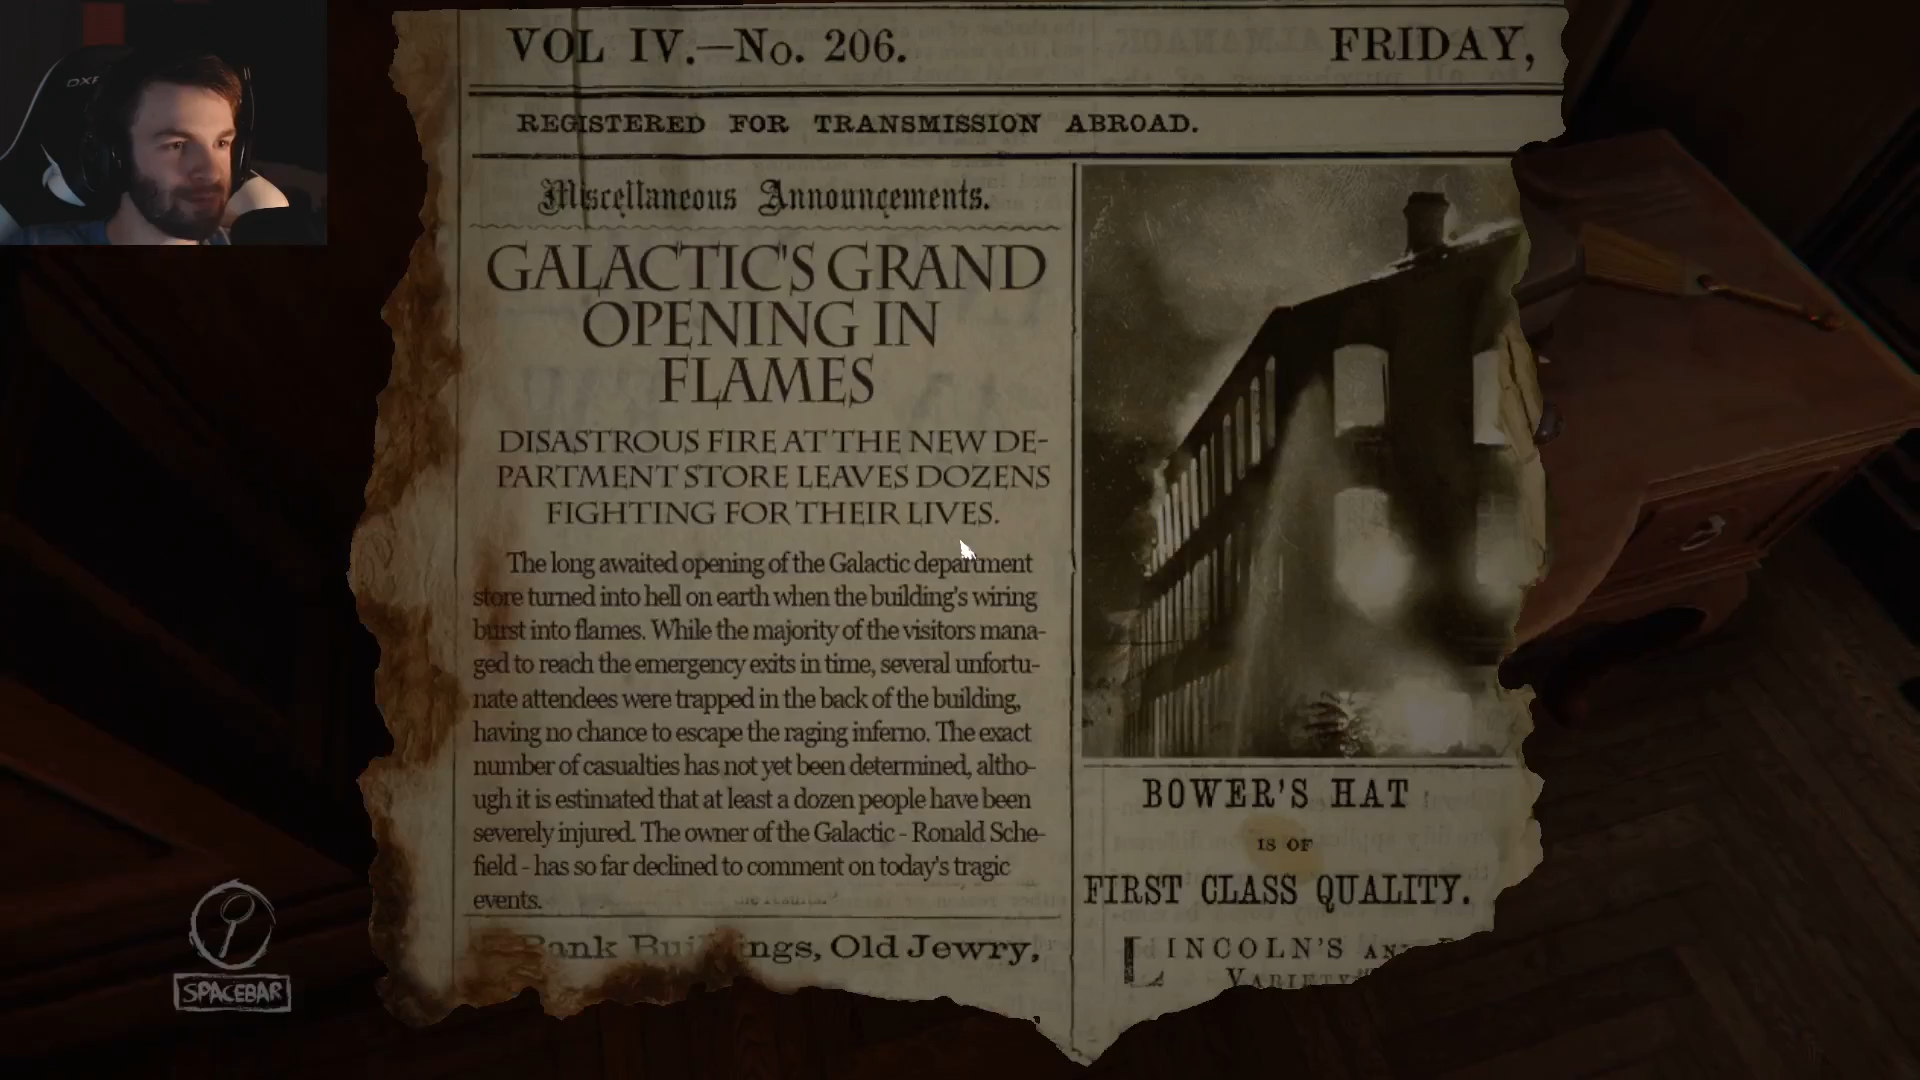 VOL IV.—No. 206.
FRIDAY,
REGISTERED FOR TRANSMISSION ABROAD.
Miscellaneous Announcements.
GALACTIC'S GRAND
OPENING IN
FLAMES
DISASTROUS FIRE AT THE NEW DE-
PARTMENT STORE LEAVES DOZENS
FIGHTING FOR THEIR LIVES.
The long awaited opening of the Galactic department
store turned into hell on earth when the building's wiring
burst into flames. While the majority of the visitors mana-
ged to reach the emergency exits in time, several unfortu-
nate attendees were trapped in the back of the building,
having no chance to escape the raging inferno. The exact
number of casualties has not yet been determined, altho-
ugh it is estimated that at least a dozen people have been
severely injured. The owner of the Galactic - Ronald Sche-
field - has so far declined to comment on today's tragic
events.
Bank Buildings, Old Jewry,
BOWER'S HAT
IS OF
FIRST CLASS QUALITY.
LINCOLN'S
VARIETY
SPACEBAR